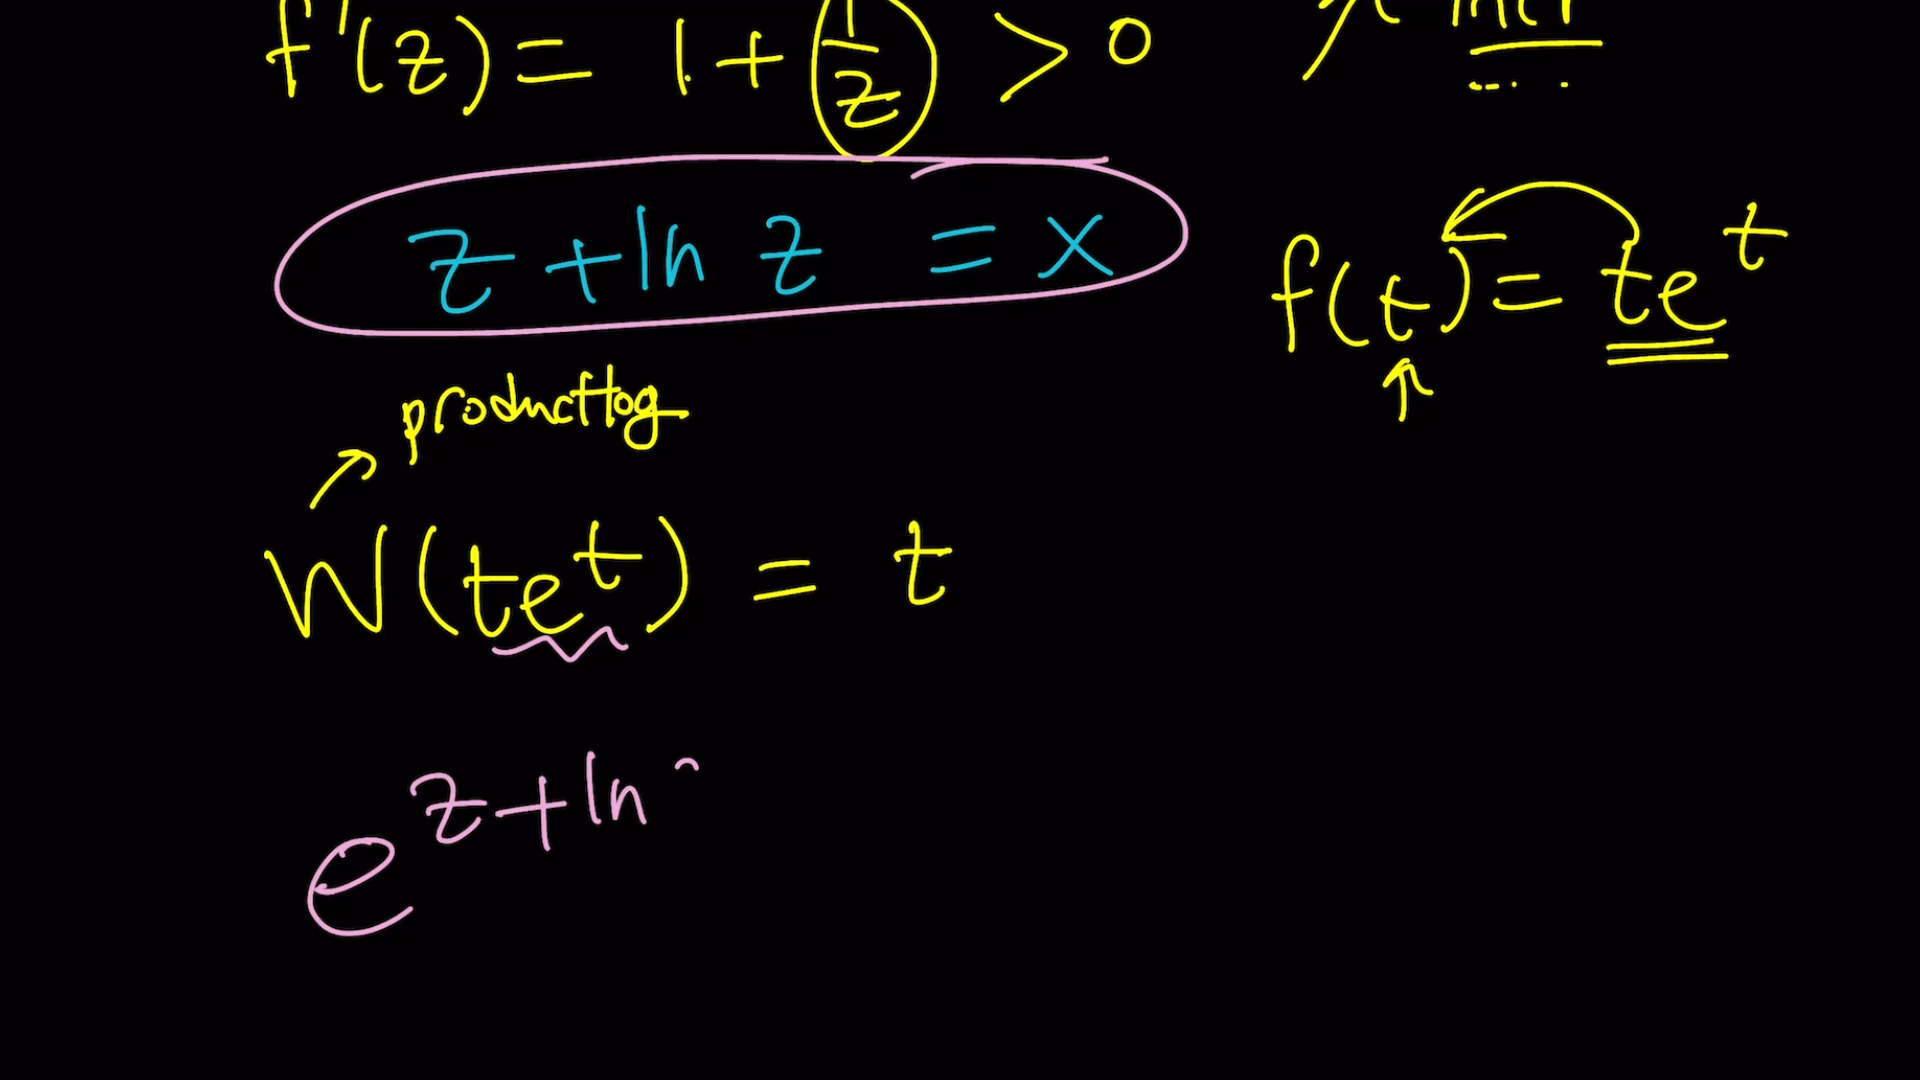 f'(z) = 1 + 1/z > 0
z + ln z = x
f(t) = te^t
productlog
W(te^t) = t
e^z+ln